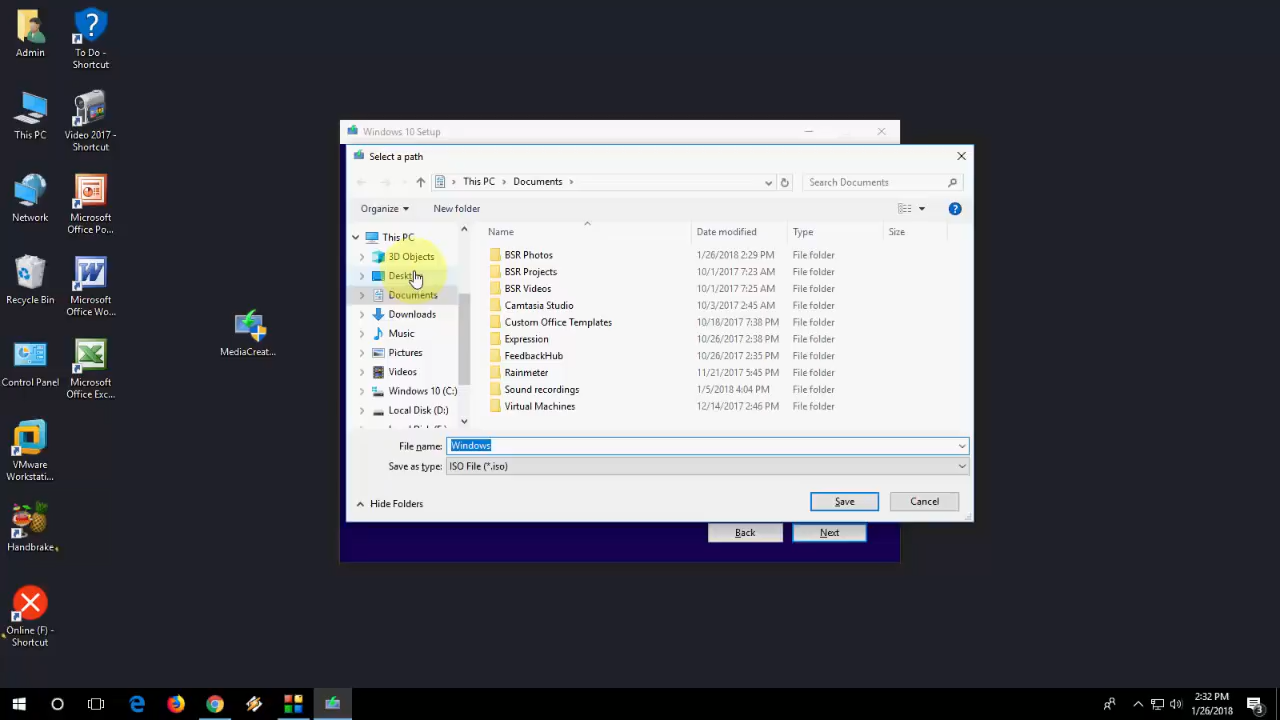 Admin
To Do -
Shortcut
This PC
Video 2017 -
Shortcut
Network
Microsoft
Office Po...
Recycle Bin
Microsoft
Office Wo...
Control Panel
Microsoft
Office Exc...
VMware
Workstati...
Handbrake
Online (F) -
Shortcut
MediaCreat...
Windows 10 Setup
Select a path
This PC > Documents >
Search Documents
Organize
New folder
This PC
3D Objects
Desktop
Documents
Downloads
Music
Pictures
Videos
Windows 10 (C:)
Local Disk (D:)
Name Date modified Type Size
BSR Photos 1/26/2018 2:29 PM File folder
BSR Projects 10/1/2017 7:23 AM File folder
BSR Videos 10/1/2017 7:25 AM File folder
Camtasia Studio 10/3/2017 2:45 AM File folder
Custom Office Templates 10/18/2017 7:38 PM File folder
Expression 10/26/2017 2:38 PM File folder
FeedbackHub 10/26/2017 2:35 PM File folder
Rainmeter 11/21/2017 5:45 PM File folder
Sound recordings 1/5/2018 4:04 PM File folder
Virtual Machines 12/14/2017 2:46 PM File folder
File name: Windows
Save as type: ISO File (*.iso)
Hide Folders
Save
Cancel
Back
Next
2:32 PM
1/26/2018
3